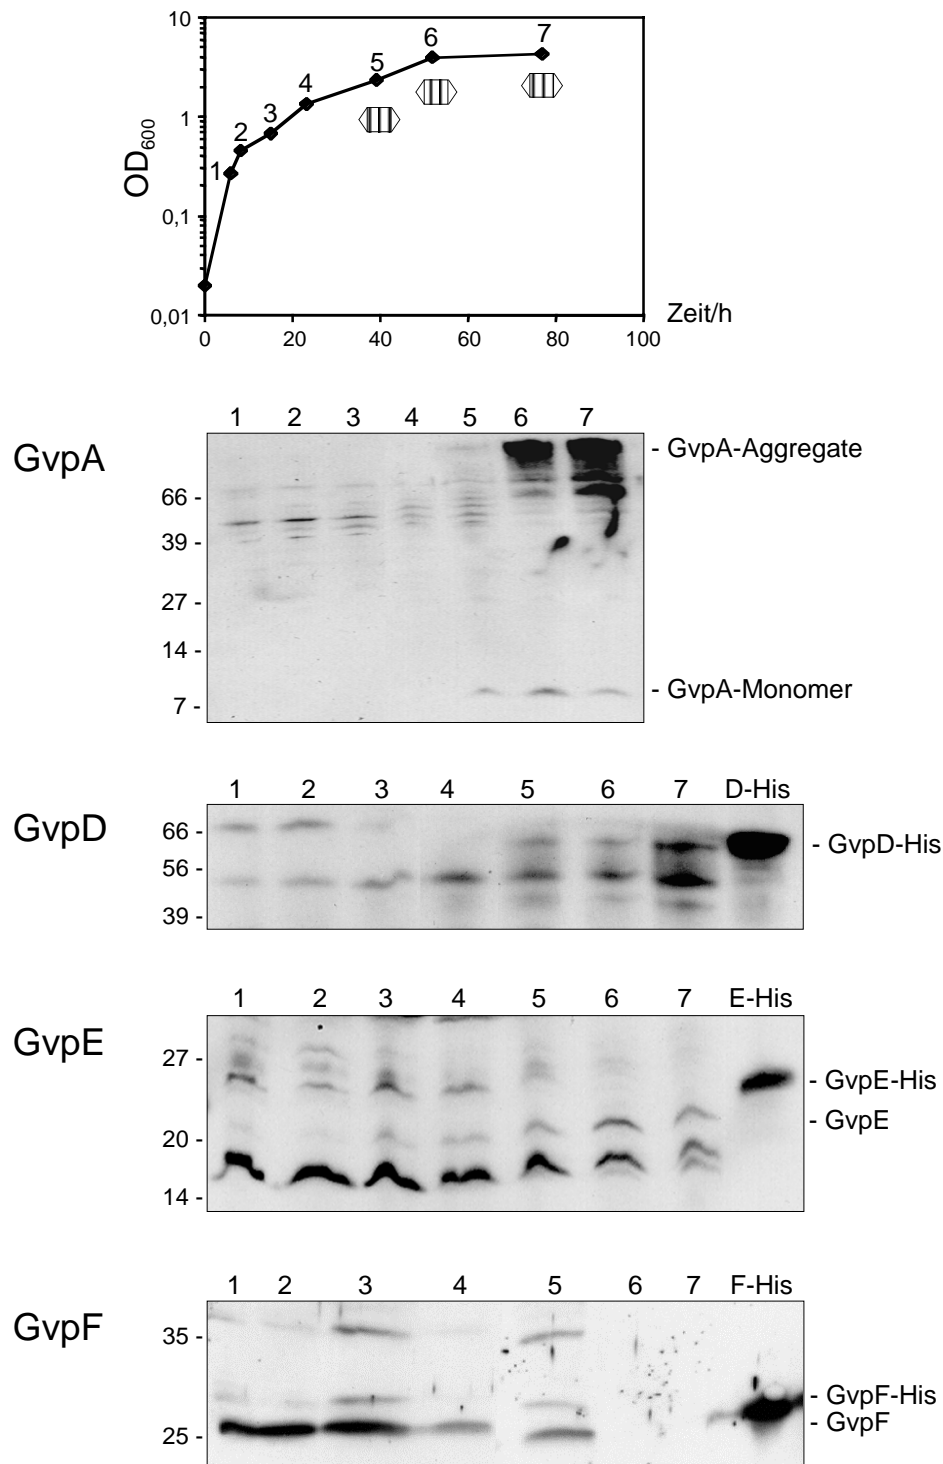 10
1
0,1
0,01
OD600
1 2 3 4 5 6 7
0 20 40 60 80 100
Zeit/h
1 2 3 4 5 6 7
GvpA
- GvpA-Aggregate
66 -
39 -
27 -
14 -
7 -
- GvpA-Monomer
1 2 3 4 5 6 7 D-His
GvpD
66 -
- GvpD-His
56 -
39 -
1 2 3 4 5 6 7 E-His
GvpE
27 -
- GvpE-His
- GvpE
20 -
14 -
1 2 3 4 5 6 7 F-His
GvpF
35 -
- GvpF-His
- GvpF
25 -